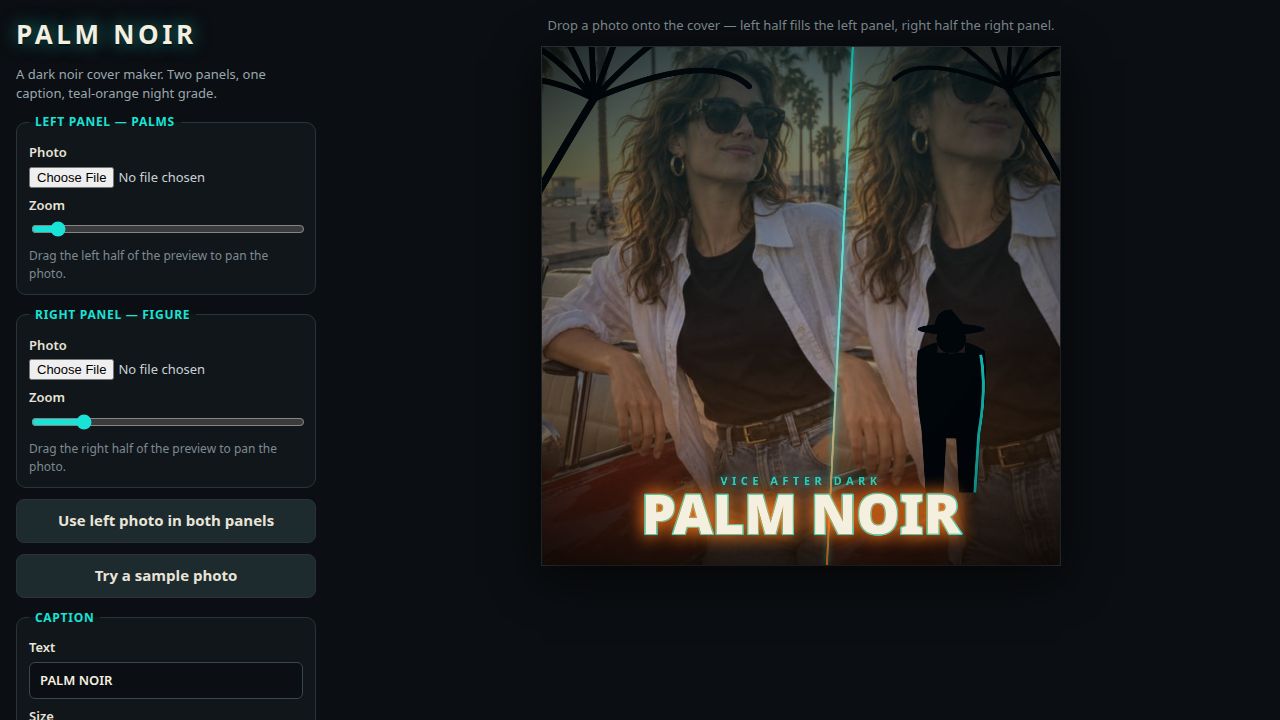 PALM NOIR
A dark noir cover maker. Two panels, one
caption, teal-orange night grade.
LEFT PANEL — PALMS
Photo
Choose File No file chosen
Zoom
Drag the left half of the preview to pan the
photo.
RIGHT PANEL — FIGURE
Photo
Choose File No file chosen
Zoom
Drag the right half of the preview to pan the
photo.
Use left photo in both panels
Try a sample photo
CAPTION
Text
PALM NOIR
Size
Drop a photo onto the cover — left half fills the left panel, right half the right panel.
VICE AFTER DARK
PALM NOIR